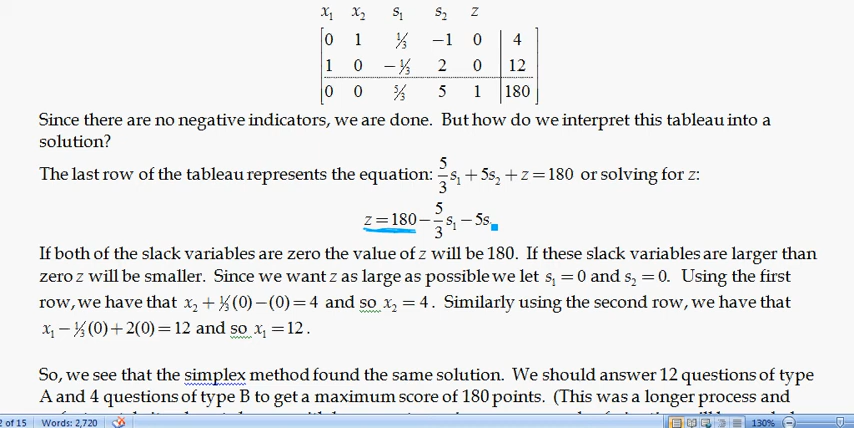 x₁ x₂ s₁ s₂ z
0 1 ⅓ −1 0 4
1 0 −⅓ 2 0 12
0 0 5/3 5 1 180
Since there are no negative indicators, we are done. But how do we interpret this tableau into a
solution?
The last row of the tableau represents the equation: 5/3 s₁ + 5s₂ + z = 180 or solving for z:
z = 180 − 5/3 s₁ − 5s
If both of the slack variables are zero the value of z will be 180. If these slack variables are larger than
zero z will be smaller. Since we want z as large as possible we let s₁ = 0 and s₂ = 0. Using the first
row, we have that x₂ + ⅓(0) − (0) = 4 and so x₂ = 4. Similarly using the second row, we have that
x₁ − ⅓(0) + 2(0) = 12 and so x₁ = 12.
So, we see that the simplex method found the same solution. We should answer 12 questions of type
A and 4 questions of type B to get a maximum score of 180 points. (This was a longer process and
2 of 15 Words: 2,720 130%